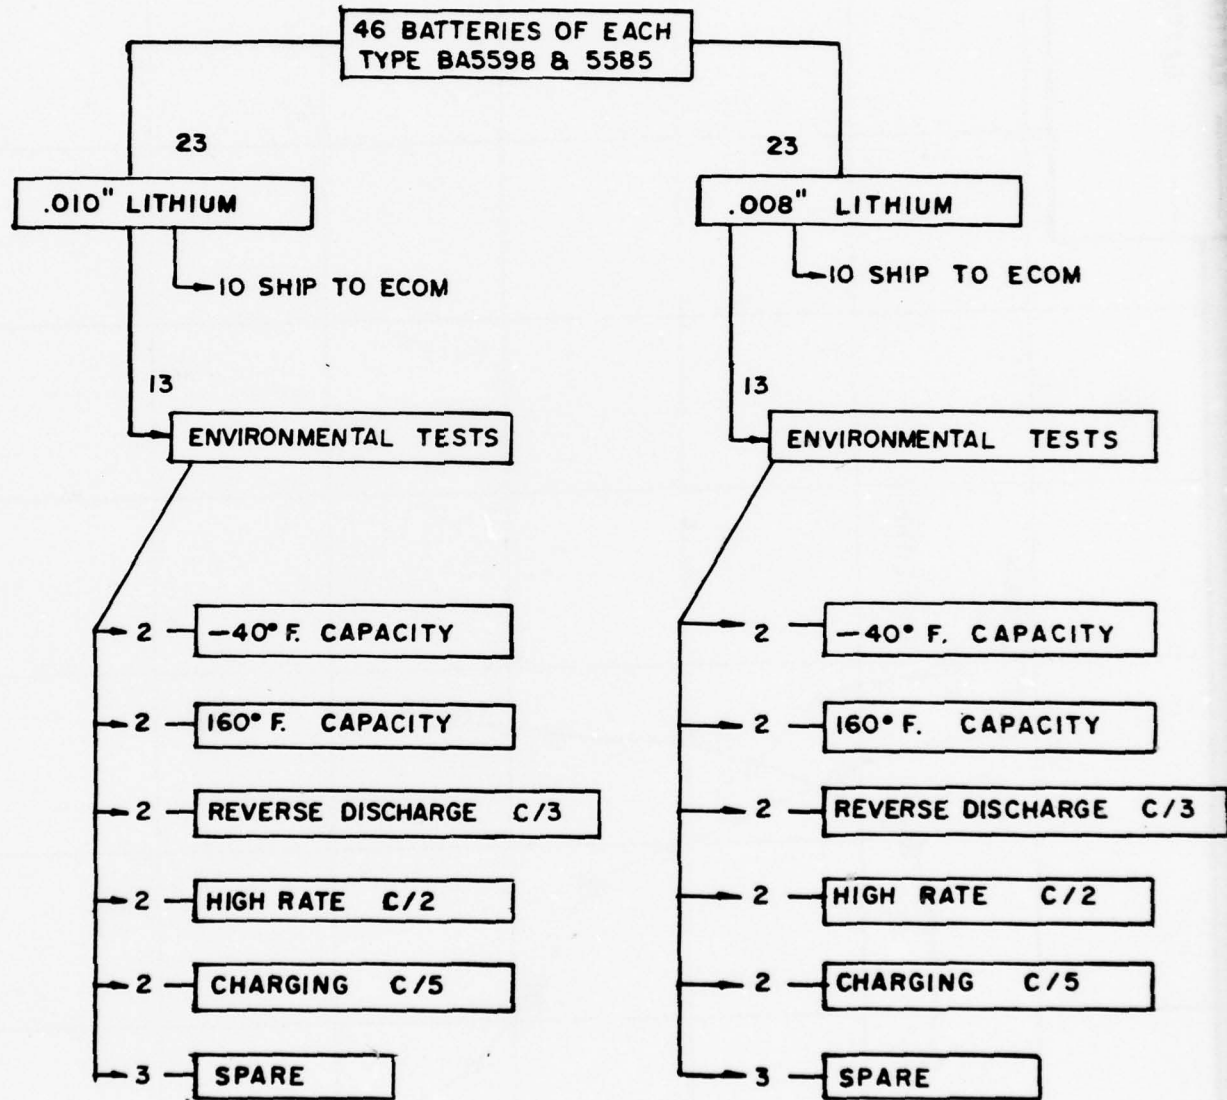 46 BATTERIES OF EACH
TYPE BA5598 & 5585
23
23
.010" LITHIUM
.008" LITHIUM
10 SHIP TO ECOM
10 SHIP TO ECOM
13
13
ENVIRONMENTAL TESTS
ENVIRONMENTAL TESTS
2 -40° F. CAPACITY
2 160° F. CAPACITY
2 REVERSE DISCHARGE C/3
2 HIGH RATE C/2
2 CHARGING C/5
3 SPARE
2 -40° F. CAPACITY
2 160° F. CAPACITY
2 REVERSE DISCHARGE C/3
2 HIGH RATE C/2
2 CHARGING C/5
3 SPARE